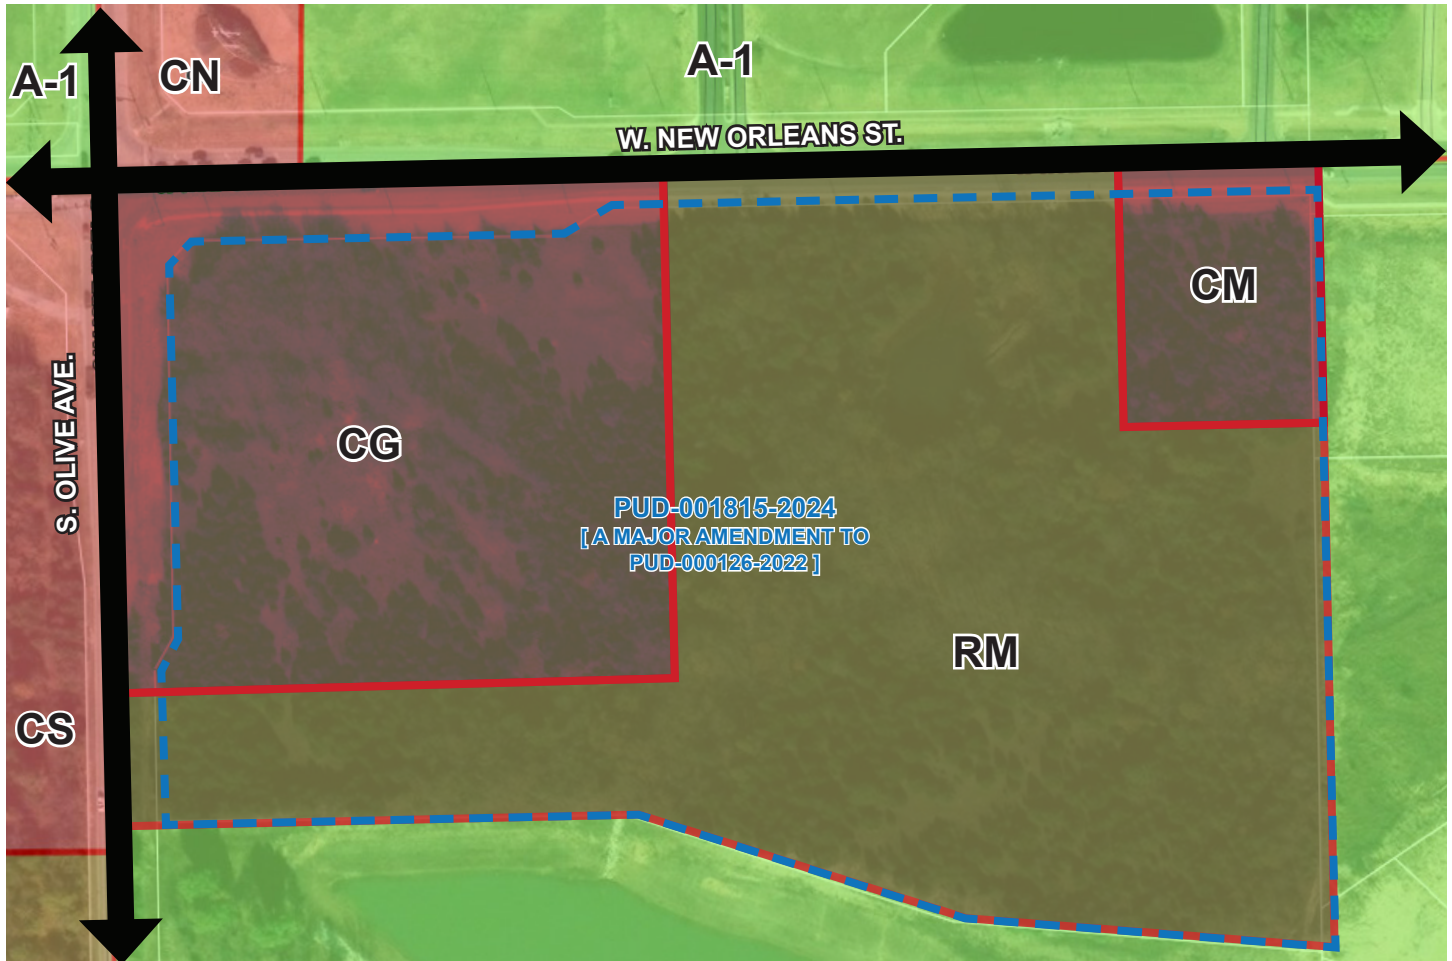 A-1
CN
A-1
W. NEW ORLEANS ST.
CM
S. OLIVE AVE.
CG
PUD-001815-2024
[ A MAJOR AMENDMENT TO
PUD-000126-2022 ]
RM
CS